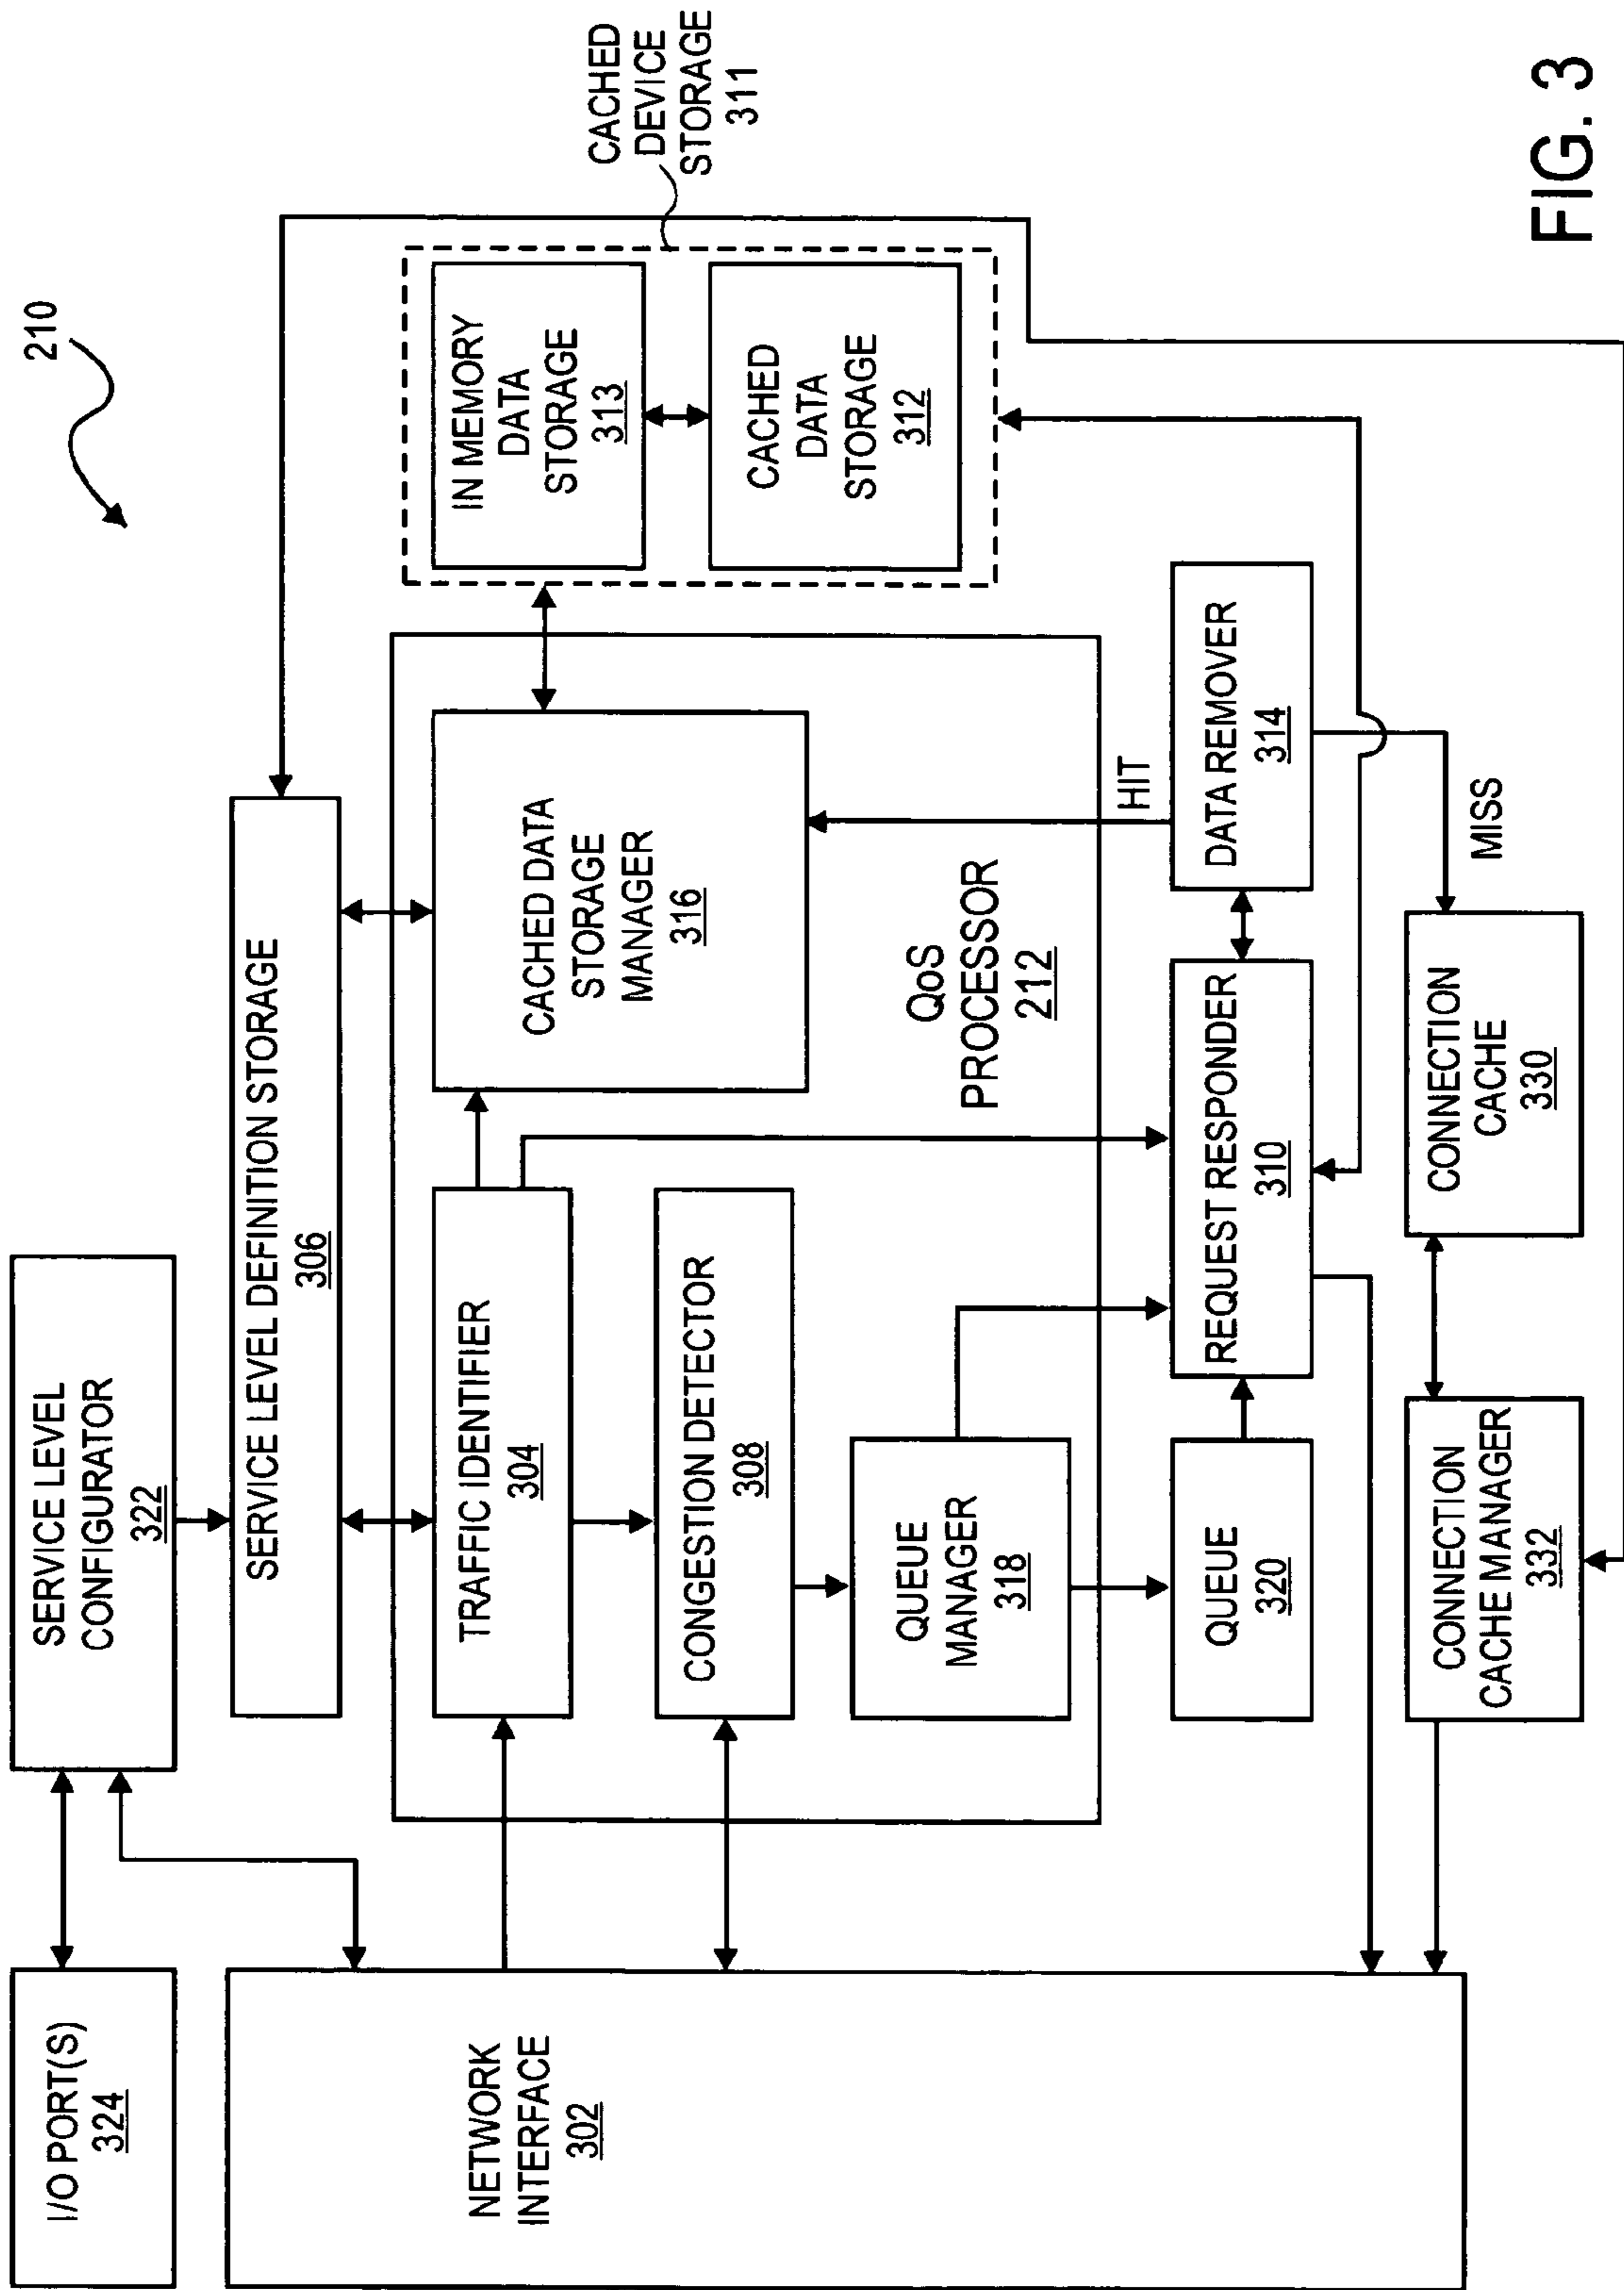 210
I/O PORT(S)
324
SERVICE LEVEL
CONFIGURATOR
322
SERVICE LEVEL DEFINITION STORAGE
306
NETWORK
INTERFACE
302
TRAFFIC IDENTIFIER
304
CACHED DATA
STORAGE
MANAGER
316
IN MEMORY
DATA
STORAGE
313
CACHED
DEVICE
STORAGE
311
CACHED
DATA
STORAGE
312
CONGESTION DETECTOR
308
QUEUE
MANAGER
318
QoS
PROCESSOR
212
HIT
QUEUE
320
REQUEST RESPONDER
310
DATA REMOVER
314
MISS
CONNECTION
CACHE MANAGER
332
CONNECTION
CACHE
330
FIG. 3